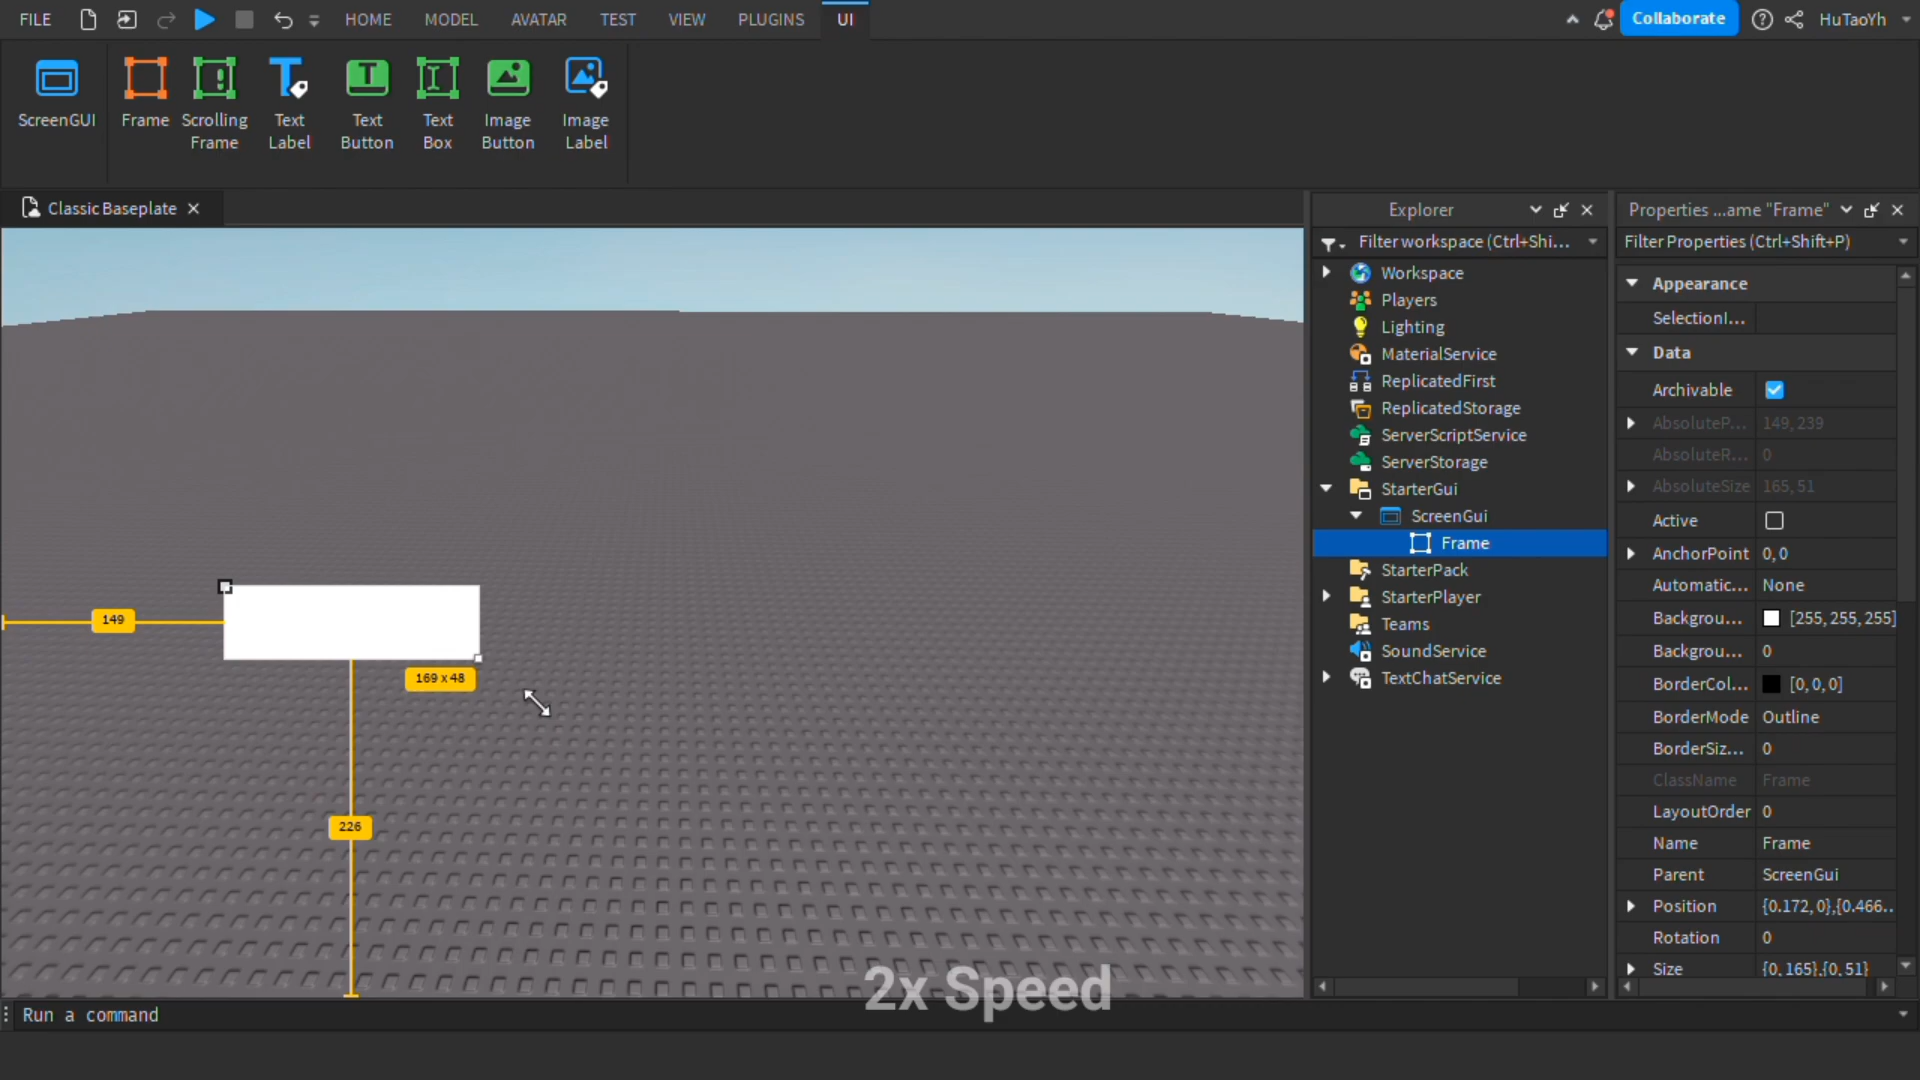 FILE HOME MODEL AVATAR TEST VIEW PLUGINS UI Collaborate HuTaoYh
ScreenGUI
Frame
Scrolling
Frame
Text
Label
Text
Button
Text
Box
Image
Button
Image
Label
Classic Baseplate
149
169 x 48
226
2x Speed
Explorer
Filter workspace (Ctrl+Shi...
Workspace
Players
Lighting
MaterialService
ReplicatedFirst
ReplicatedStorage
ServerScriptService
ServerStorage
StarterGui
ScreenGui
Frame
StarterPack
StarterPlayer
Teams
SoundService
TextChatService
Properties ...ame "Frame"
Filter Properties (Ctrl+Shift+P)
Appearance
SelectionI...
Data
Archivable
AbsoluteP... 149, 239
AbsoluteR... 0
AbsoluteSize 165, 51
Active
AnchorPoint 0, 0
Automatic... None
Backgrou... [255, 255, 255]
Backgrou... 0
BorderCol... [0, 0, 0]
BorderMode Outline
BorderSiz... 0
ClassName Frame
LayoutOrder 0
Name Frame
Parent ScreenGui
Position {0.172, 0},{0.466..
Rotation 0
Size {0, 165},{0, 51}
Run a command